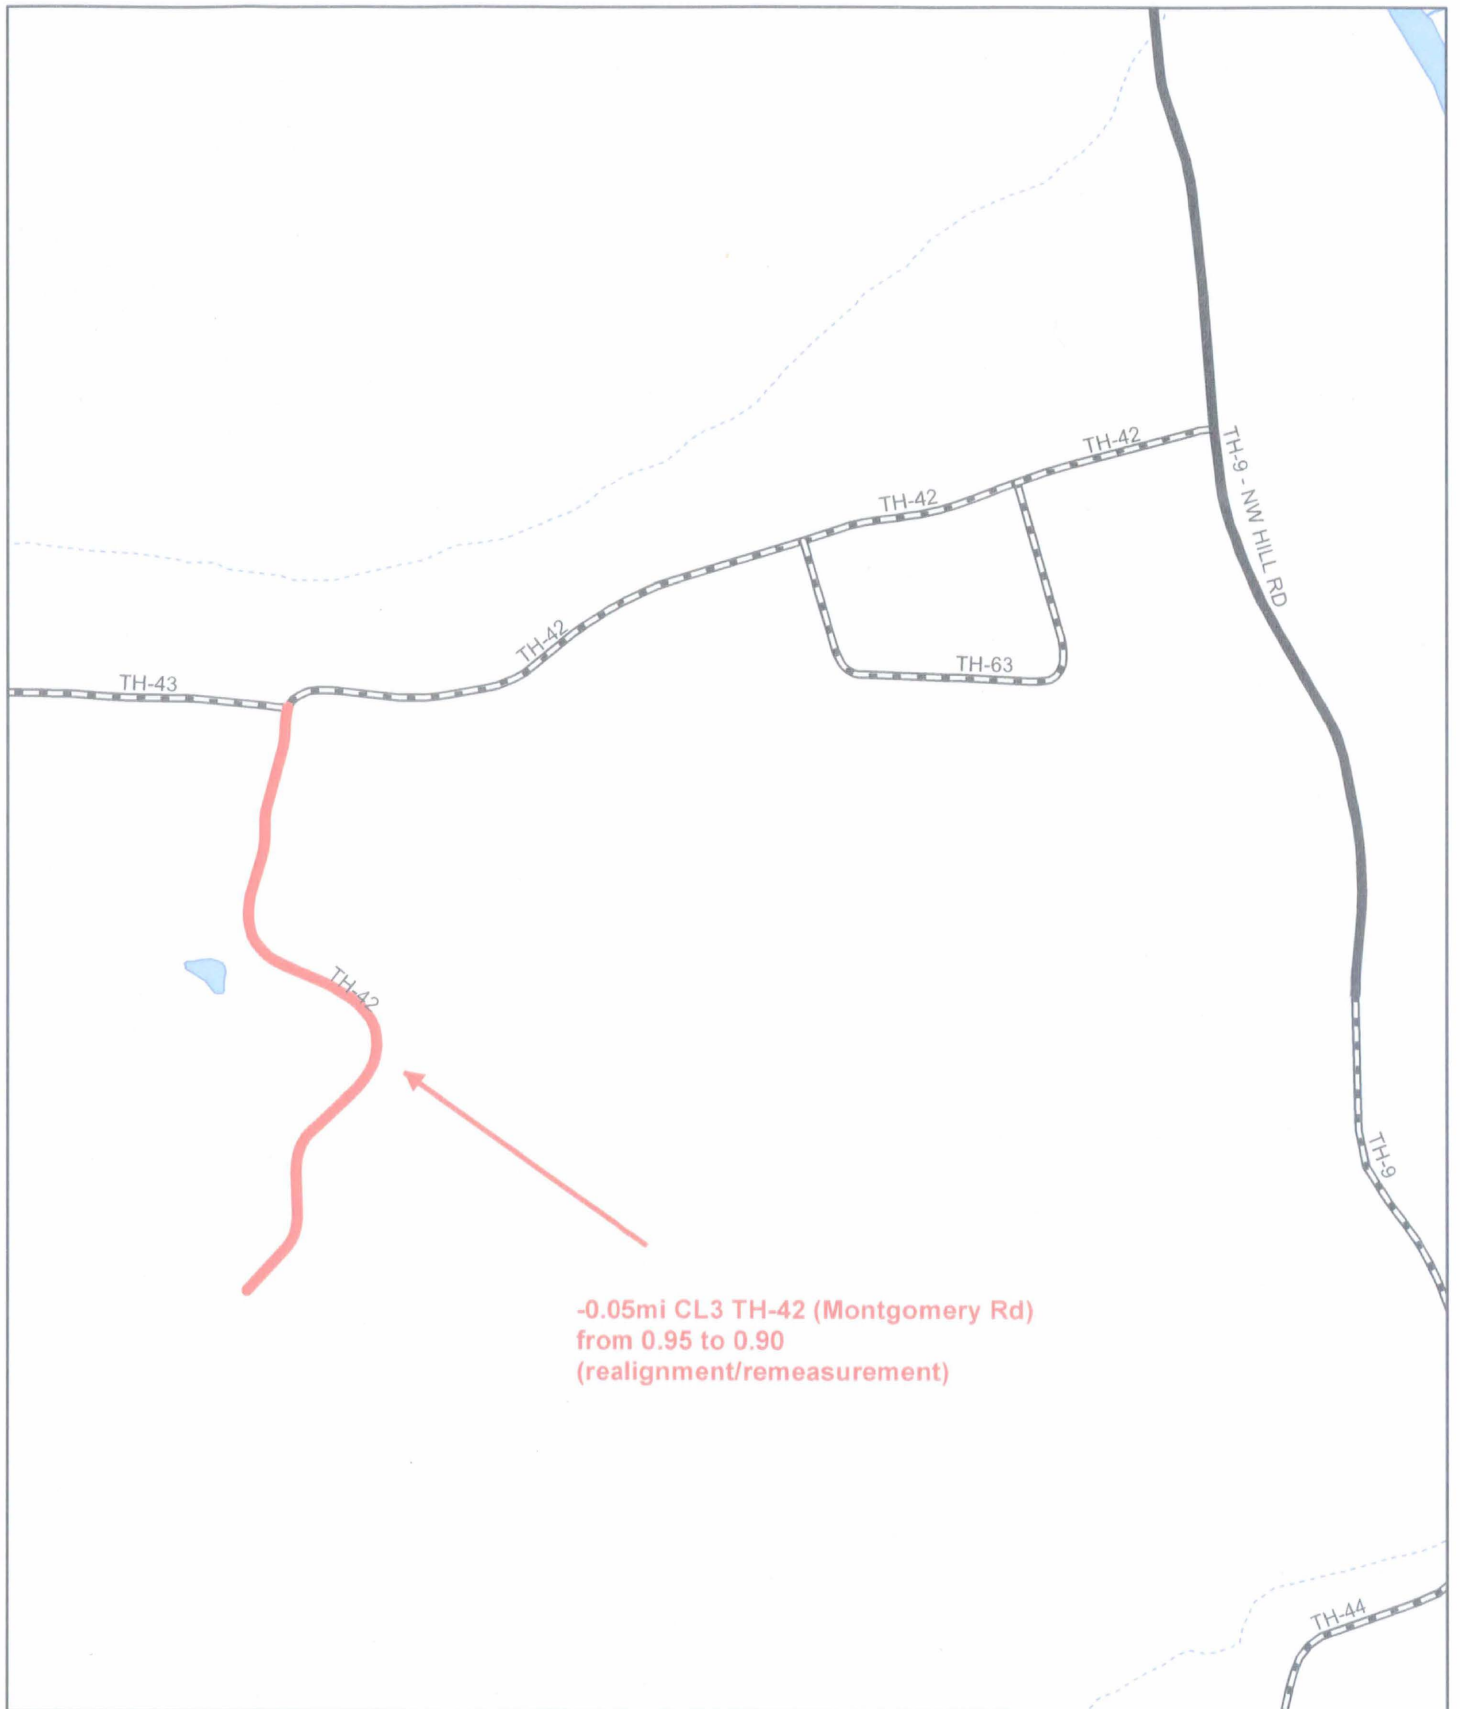 TH-42
TH-9 - NW HILL RD
TH-42
TH-42
TH-63
TH-43
TH-42
-0.05mi CL3 TH-42 (Montgomery Rd)
from 0.95 to 0.90
(realignment/remeasurement)
TH-9
TH-44